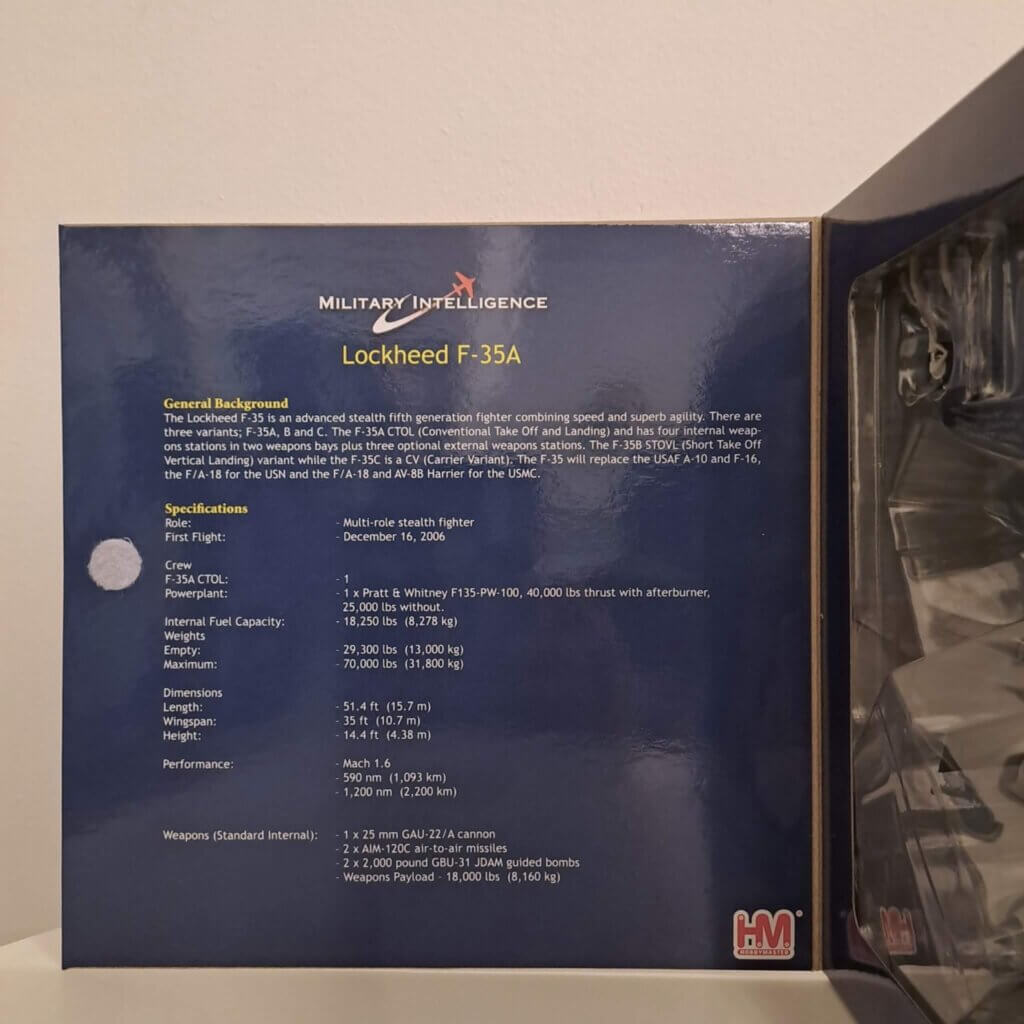 MILITARY INTELLIGENCE
Lockheed F-35A
General Background
The Lockheed F-35 is an advanced stealth fifth generation fighter combining speed and superb agility. There are
three variants; F-35A, B and C. The F-35A CTOL (Conventional Take Off and Landing) and has four internal weap-
ons stations in two weapons bays plus three optional external weapons stations. The F-35B STOVL (Short Take Off
Vertical Landing) variant while the F-35C is a CV (Carrier Variant). The F-35 will replace the USAF A-10 and F-16,
the F/A-18 for the USN and the F/A-18 and AV-8B Harrier for the USMC.
Specifications
Role: - Multi-role stealth fighter
First Flight: - December 16, 2006
Crew
F-35A CTOL: - 1
Powerplant: - 1 x Pratt & Whitney F135-PW-100, 40,000 lbs thrust with afterburner,
25,000 lbs without.
Internal Fuel Capacity: - 18,250 lbs (8,278 kg)
Weights
Empty: - 29,300 lbs (13,000 kg)
Maximum: - 70,000 lbs (31,800 kg)
Dimensions
Length: - 51.4 ft (15.7 m)
Wingspan: - 35 ft (10.7 m)
Height: - 14.4 ft (4.38 m)
Performance: - Mach 1.6
- 590 nm (1,093 km)
- 1,200 nm (2,200 km)
Weapons (Standard Internal): - 1 x 25 mm GAU-22/A cannon
- 2 x AIM-120C air-to-air missiles
- 2 x 2,000 pound GBU-31 JDAM guided bombs
- Weapons Payload - 18,000 lbs (8,160 kg)
HM®
HOBBYMASTER